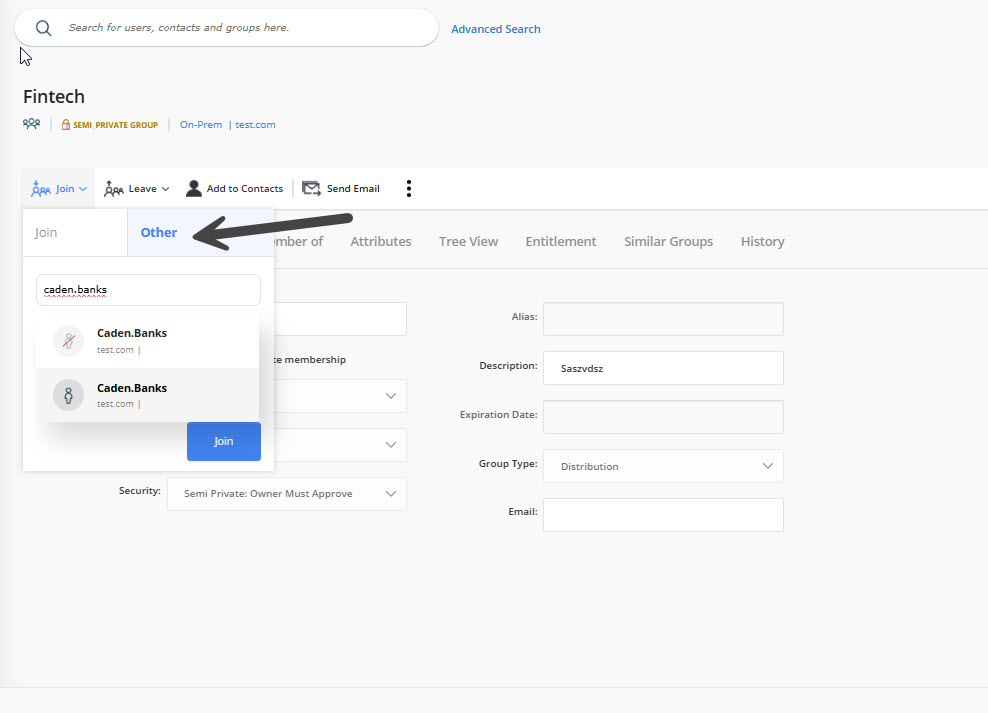 Search for users, contacts and groups here.
Advanced Search
Fintech
SEMI_PRIVATE GROUP
On-Prem | test.com
Join
Leave
Add to Contacts
Send Email
Join
Other
mber of
Attributes
Tree View
Entitlement
Similar Groups
History
caden.banks
Caden.Banks
test.com |
Caden.Banks
test.com |
Join
te membership
Security:
Semi Private: Owner Must Approve
Alias:
Description:
Saszvdsz
Expiration Date:
Group Type:
Distribution
Email: